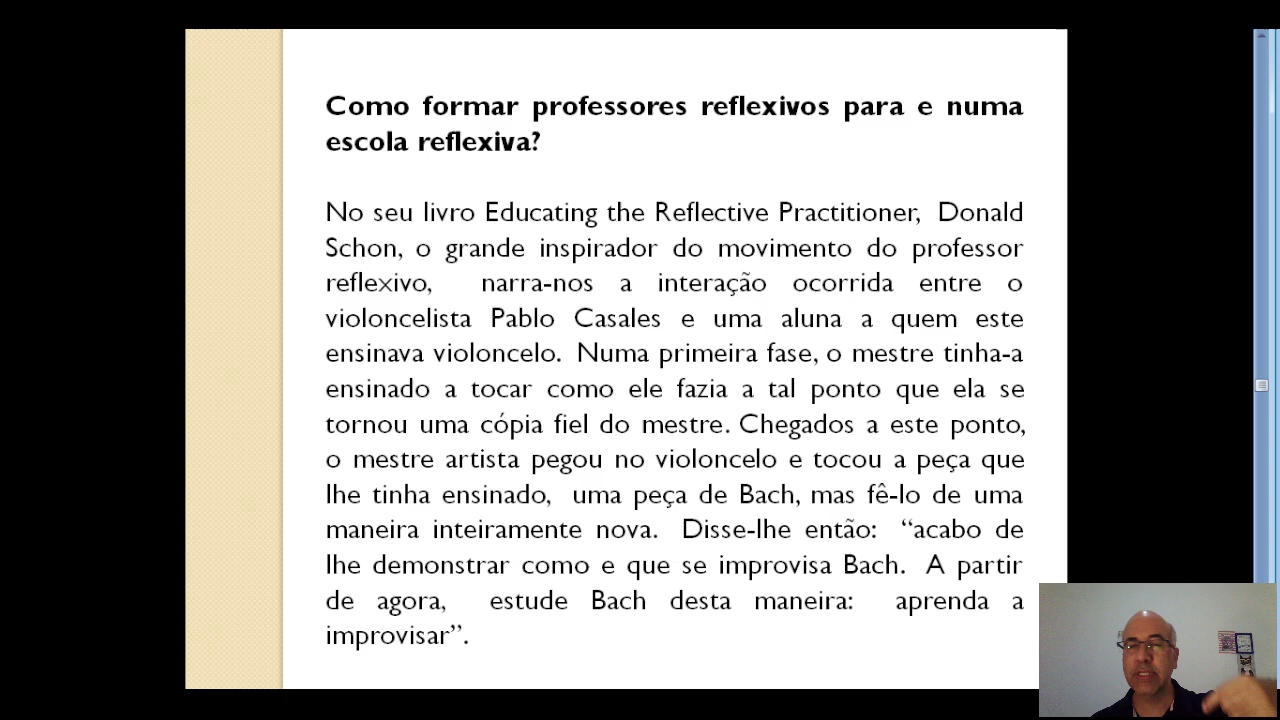 Como formar professores reflexivos para e numa
escola reflexiva?
No seu livro Educating the Reflective Practitioner, Donald
Schon, o grande inspirador do movimento do professor
reflexivo, narra-nos a interação ocorrida entre o
violoncelista Pablo Casales e uma aluna a quem este
ensinava violoncelo. Numa primeira fase, o mestre tinha-a
ensinado a tocar como ele fazia a tal ponto que ela se
tornou uma cópia fiel do mestre. Chegados a este ponto,
o mestre artista pegou no violoncelo e tocou a peça que
lhe tinha ensinado, uma peça de Bach, mas fê-lo de uma
maneira inteiramente nova. Disse-lhe então: “acabo de
lhe demonstrar como e que se improvisa Bach. A partir
de agora, estude Bach desta maneira: aprenda a
improvisar”.